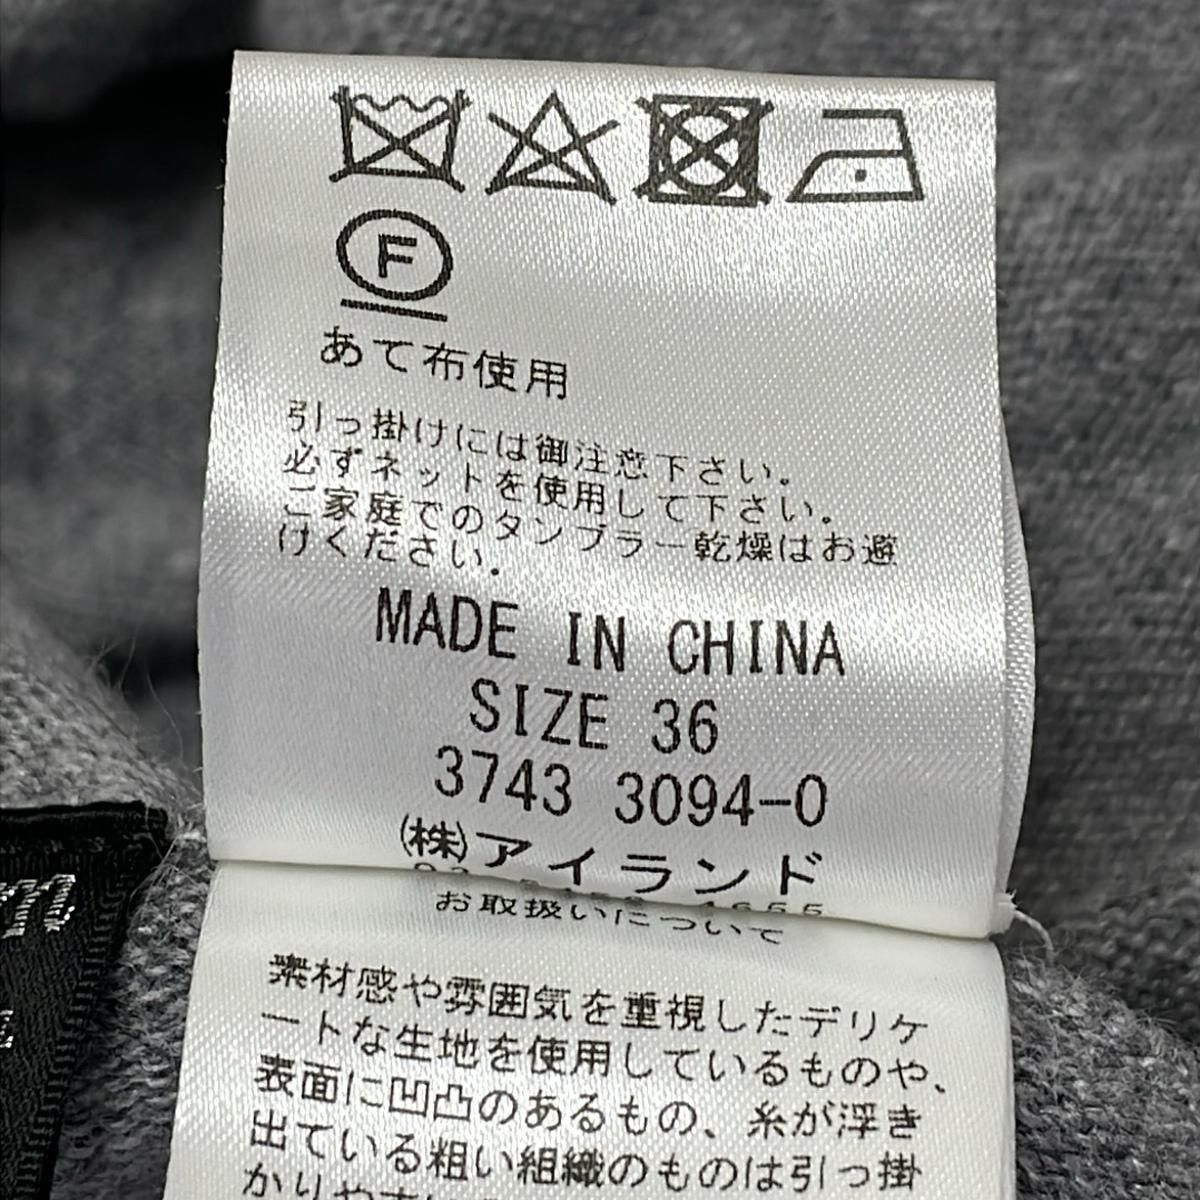 F
あて布使用
引っ掛けには御注意下さい。
必ずネットを使用して下さい。
ご家庭でのタンブラー乾燥はお避
けください。
MADE IN CHINA
SIZE 36
3743 3094-0
(株)アイランド
お取扱いについて
素材感や雰囲気を重視したデリケ
ートな生地を使用しているものや、
表面に凹凸のあるもの、糸が浮き
出ている粗い組織のものは引っ掛